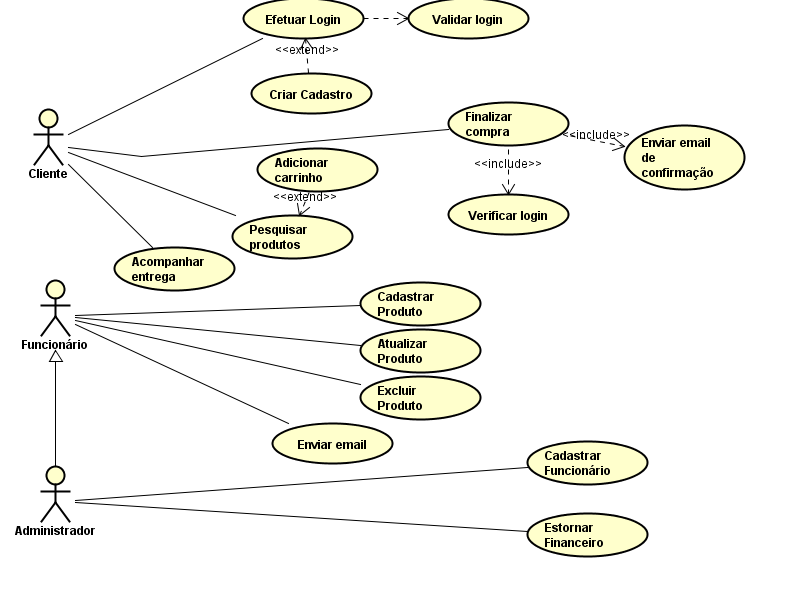 Efetuar Login
Validar login
<<extend>>
Criar Cadastro
Finalizar
compra
<<include>>
Enviar email
de
confirmação
<<include>>
Adicionar
carrinho
Cliente
<<extend>>
Verificar login
Pesquisar
produtos
Acompanhar
entrega
Cadastrar
Produto
Funcionário
Atualizar
Produto
Excluir
Produto
Enviar email
Cadastrar
Funcionário
Administrador
Estornar
Financeiro